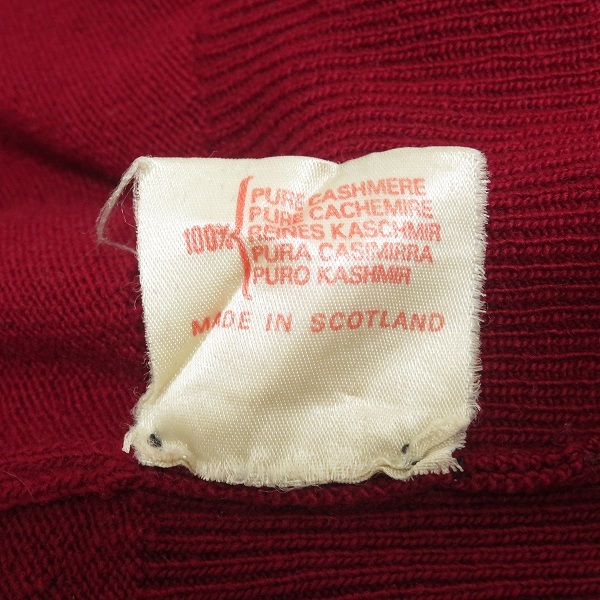 PURE CASHMERE
PURE CACHEMIRE
100% REINES KASCHMIR
PURA CASIMIRRA
PURO KASHMIR
MADE IN SCOTLAND